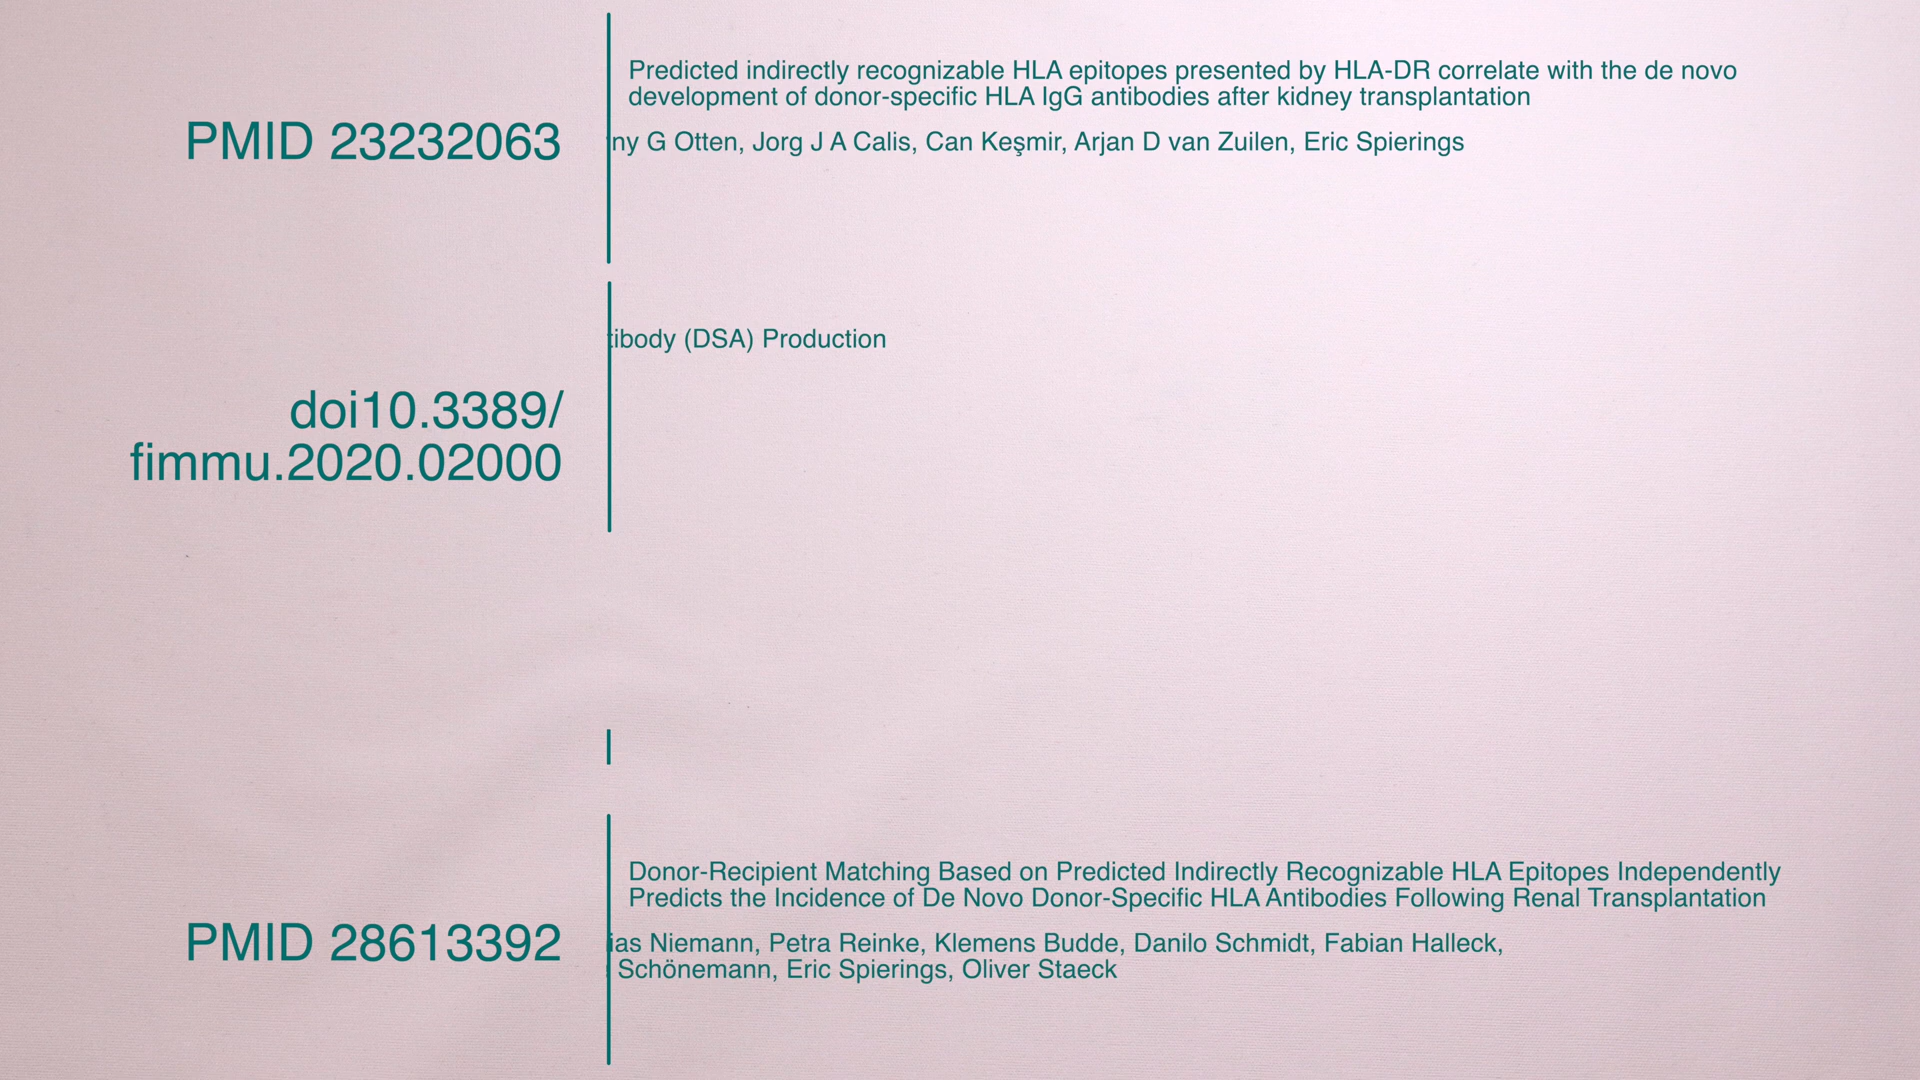 PMID 23232063
Predicted indirectly recognizable HLA epitopes presented by HLA-DR correlate with the de novo
development of donor-specific HLA IgG antibodies after kidney transplantation
G Otten, Jorg J A Calis, Can Keşmir, Arjan D van Zuilen, Eric Spierings
doi10.3389/
fimmu.2020.02000
(DSA) Production
PMID 28613392
Donor-Recipient Matching Based on Predicted Indirectly Recognizable HLA Epitopes Independently
Predicts the Incidence of De Novo Donor-Specific HLA Antibodies Following Renal Transplantation
Niemann, Petra Reinke, Klemens Budde, Danilo Schmidt, Fabian Halleck,
Schönemann, Eric Spierings, Oliver Staeck